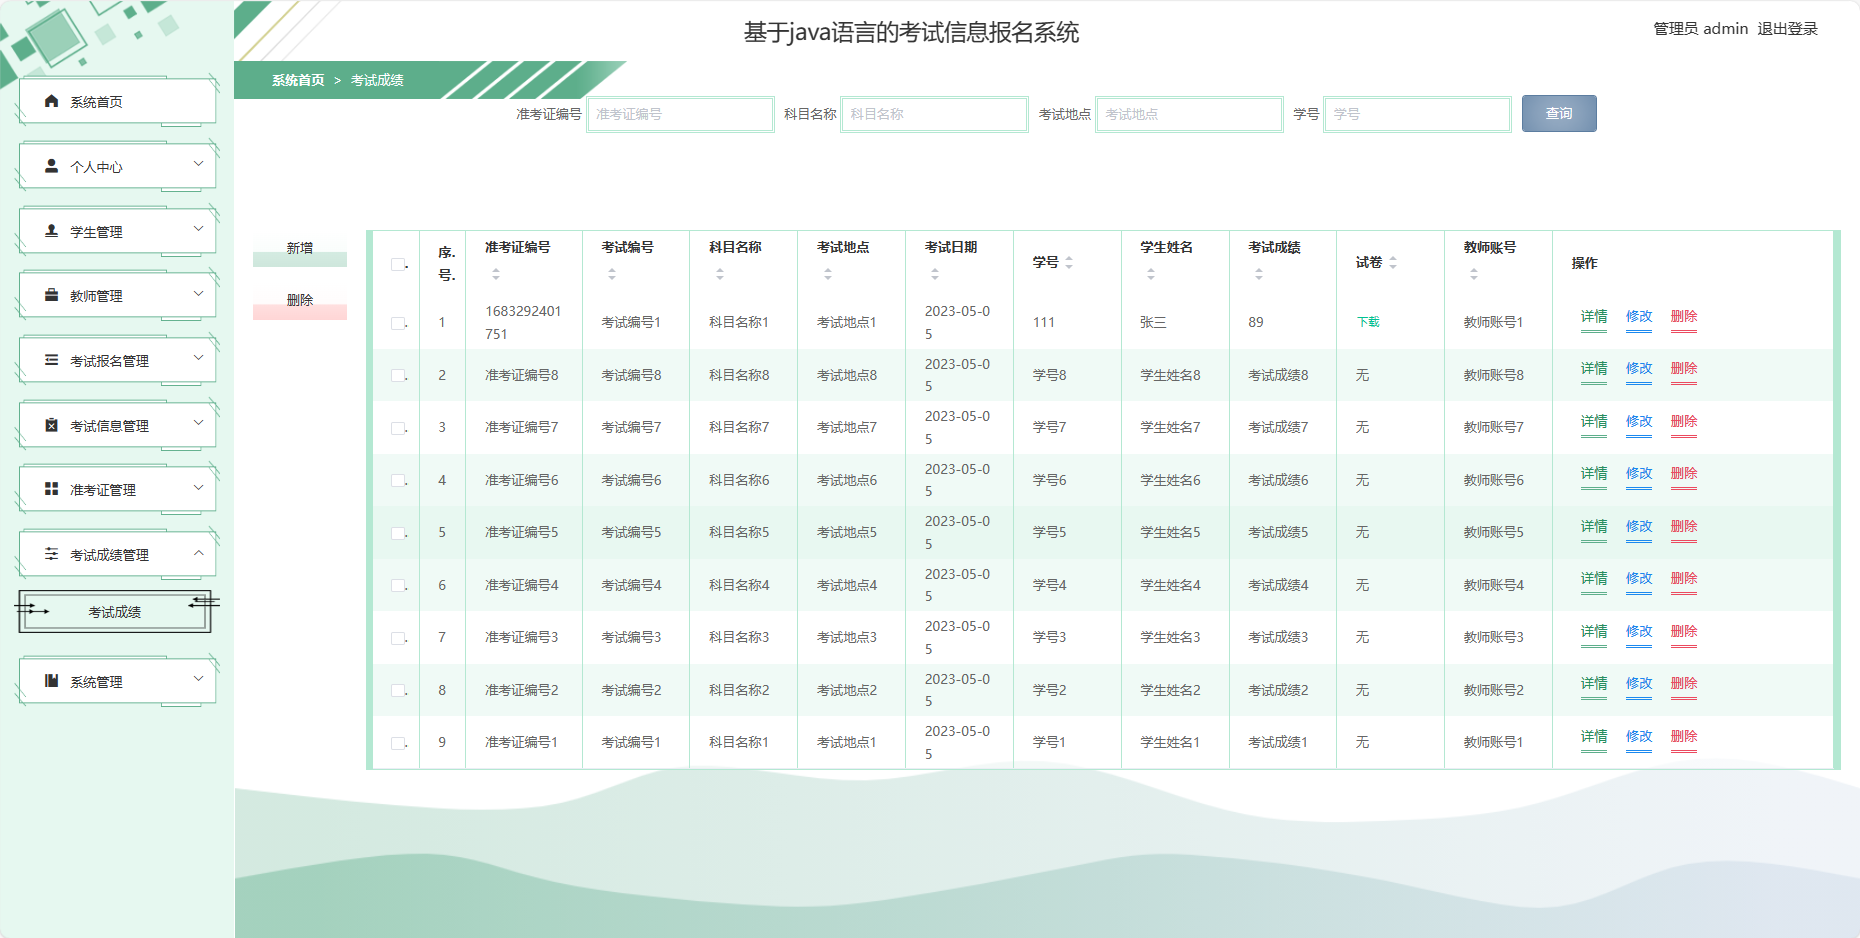 基于java语言的考试信息报名系统
管理员 admin 退出登录
系统首页 > 考试成绩
系统首页
个人中心
学生管理
教师管理
考试报名管理
考试信息管理
准考证管理
考试成绩管理
考试成绩
系统管理
准考证编号 准考证编号 科目名称 科目名称 考试地点 考试地点 学号 学号 查询
新增
删除
序号 准考证编号 考试编号 科目名称 考试地点 考试日期 学号 学生姓名 考试成绩 试卷 教师账号 操作
1 1683292401751 考试编号1 科目名称1 考试地点1 2023-05-05 111 张三 89 下载 教师账号1 详情 修改 删除
2 准考证编号8 考试编号8 科目名称8 考试地点8 2023-05-05 学号8 学生姓名8 考试成绩8 无 教师账号8 详情 修改 删除
3 准考证编号7 考试编号7 科目名称7 考试地点7 2023-05-05 学号7 学生姓名7 考试成绩7 无 教师账号7 详情 修改 删除
4 准考证编号6 考试编号6 科目名称6 考试地点6 2023-05-05 学号6 学生姓名6 考试成绩6 无 教师账号6 详情 修改 删除
5 准考证编号5 考试编号5 科目名称5 考试地点5 2023-05-05 学号5 学生姓名5 考试成绩5 无 教师账号5 详情 修改 删除
6 准考证编号4 考试编号4 科目名称4 考试地点4 2023-05-05 学号4 学生姓名4 考试成绩4 无 教师账号4 详情 修改 删除
7 准考证编号3 考试编号3 科目名称3 考试地点3 2023-05-05 学号3 学生姓名3 考试成绩3 无 教师账号3 详情 修改 删除
8 准考证编号2 考试编号2 科目名称2 考试地点2 2023-05-05 学号2 学生姓名2 考试成绩2 无 教师账号2 详情 修改 删除
9 准考证编号1 考试编号1 科目名称1 考试地点1 2023-05-05 学号1 学生姓名1 考试成绩1 无 教师账号1 详情 修改 删除